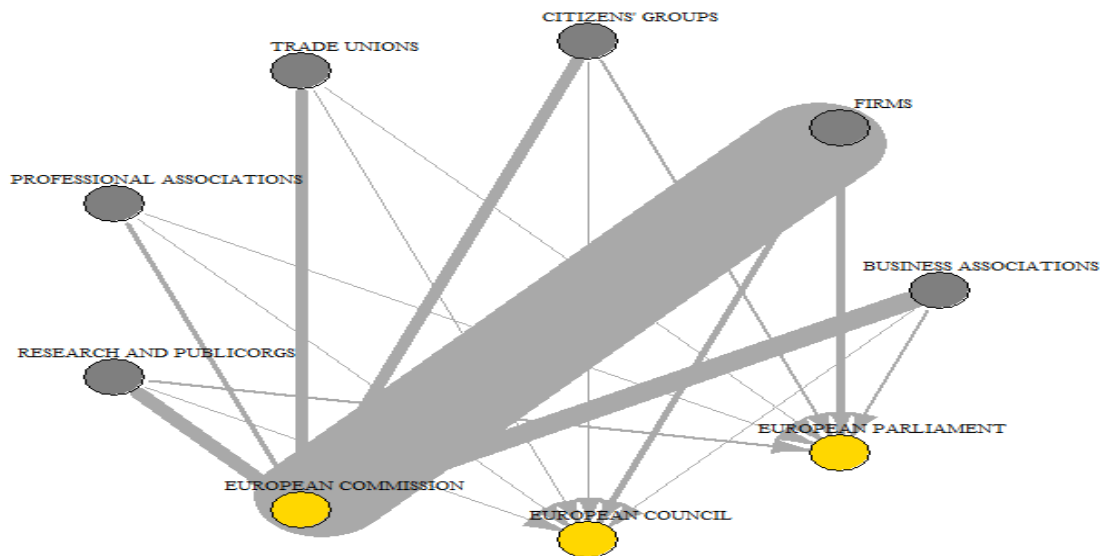 CITIZENS' GROUPS
TRADE UNIONS
FIRMS
PROFESSIONAL ASSOCIATIONS
BUSINESS ASSOCIATIONS
RESEARCH AND PUBLICORGS
EUROPEAN PARLIAMENT
EUROPEAN COMMISSION
EUROPEAN COUNCIL